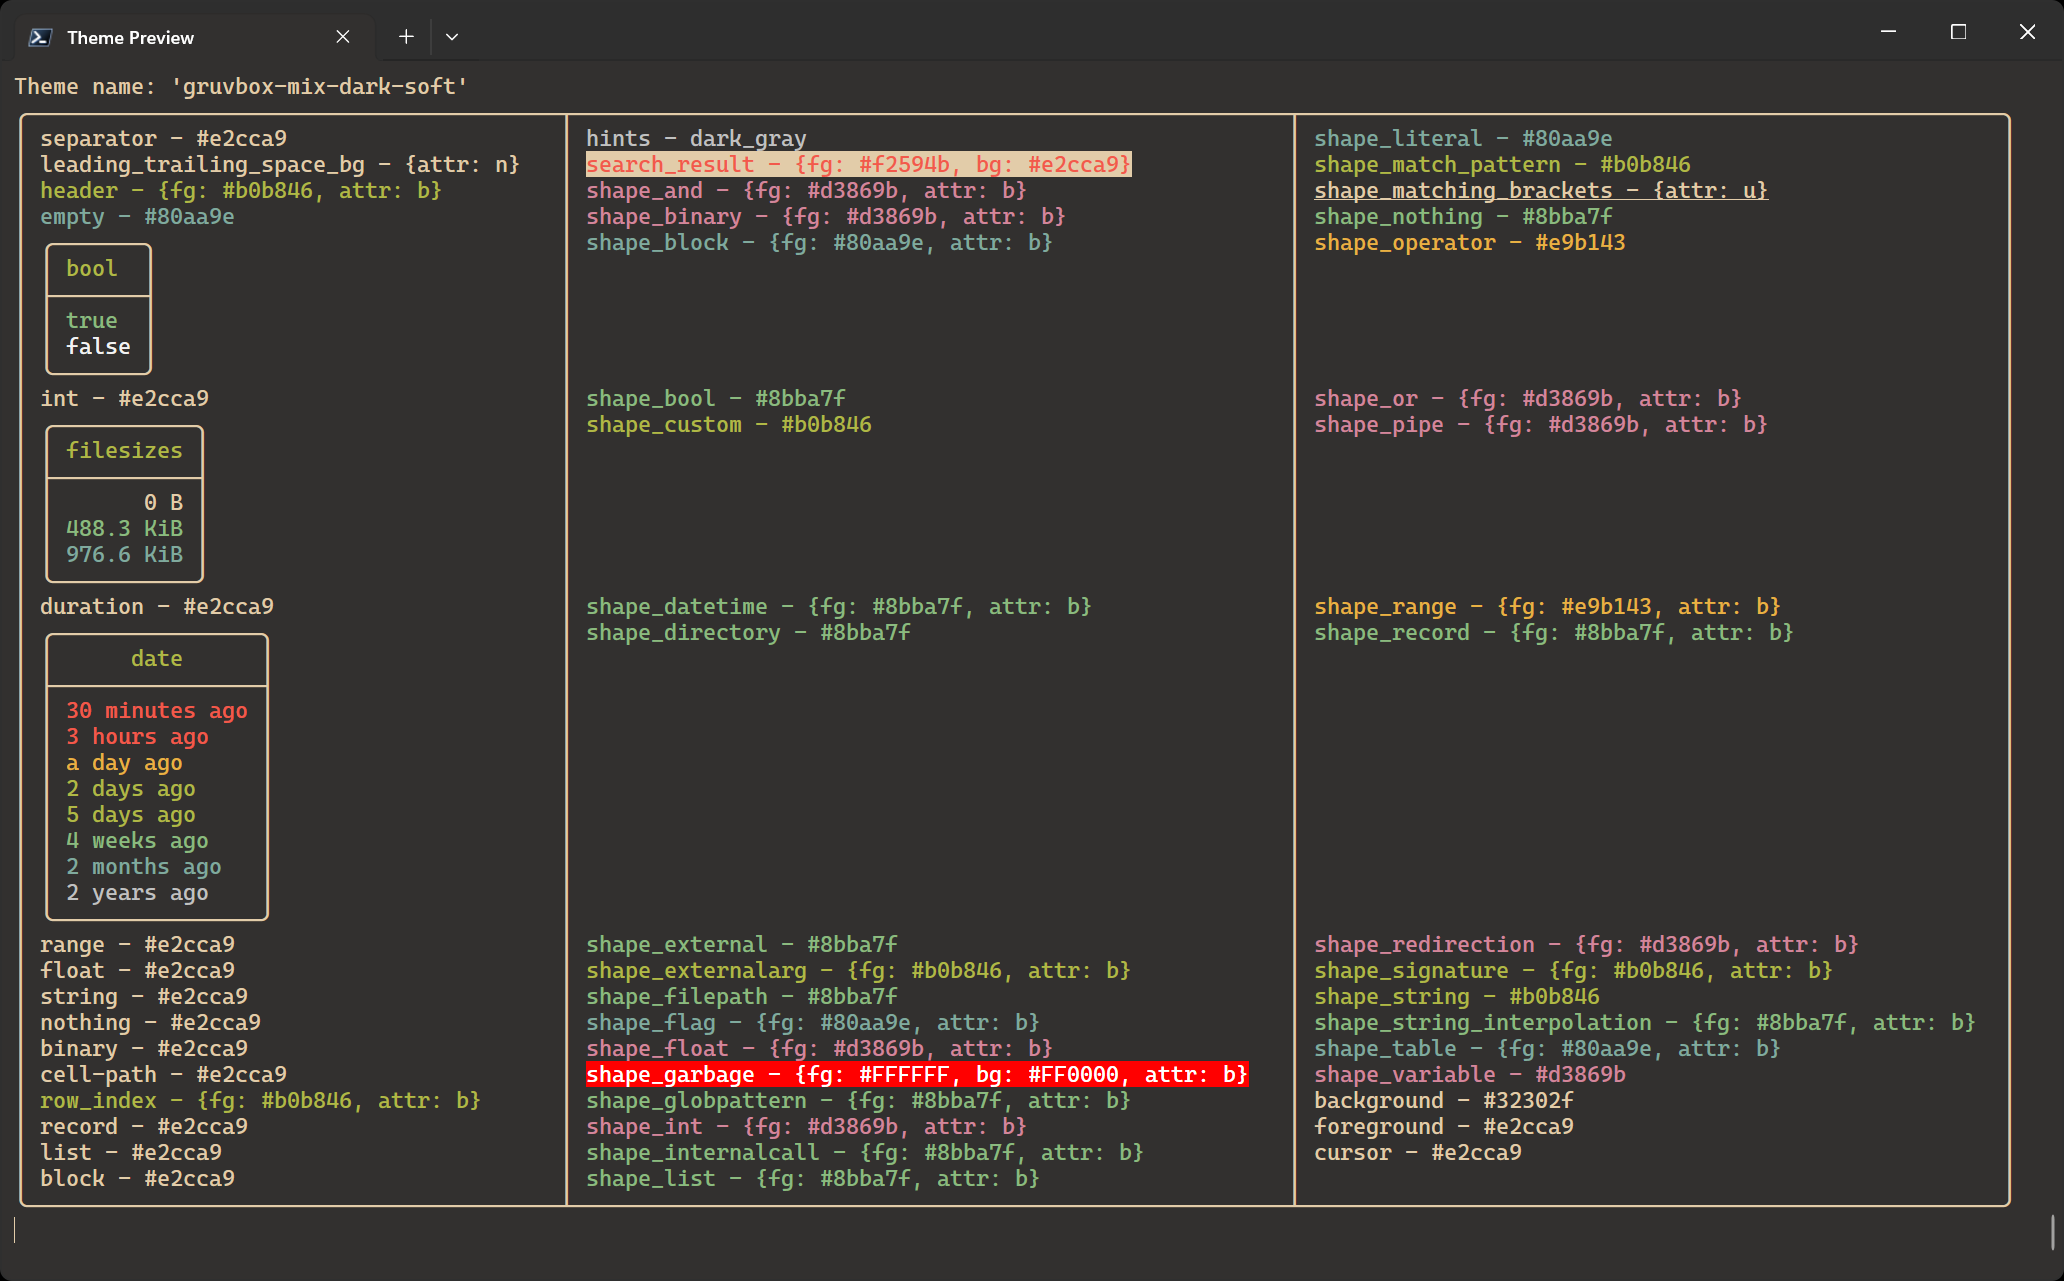 Theme Preview
Theme name: 'gruvbox-mix-dark-soft'
separator - #e2cca9
leading_trailing_space_bg - {attr: n}
header - {fg: #b0b846, attr: b}
empty - #80aa9e
bool
true
false
int - #e2cca9
filesizes
0 B
488.3 KiB
976.6 KiB
duration - #e2cca9
date
30 minutes ago
3 hours ago
a day ago
2 days ago
5 days ago
4 weeks ago
2 months ago
2 years ago
range - #e2cca9
float - #e2cca9
string - #e2cca9
nothing - #e2cca9
binary - #e2cca9
cell-path - #e2cca9
row_index - {fg: #b0b846, attr: b}
record - #e2cca9
list - #e2cca9
block - #e2cca9
hints - dark_gray
search_result - {fg: #f2594b, bg: #e2cca9}
shape_and - {fg: #d3869b, attr: b}
shape_binary - {fg: #d3869b, attr: b}
shape_block - {fg: #80aa9e, attr: b}
shape_bool - #8bba7f
shape_custom - #b0b846
shape_datetime - {fg: #8bba7f, attr: b}
shape_directory - #8bba7f
shape_external - #8bba7f
shape_externalarg - {fg: #b0b846, attr: b}
shape_filepath - #8bba7f
shape_flag - {fg: #80aa9e, attr: b}
shape_float - {fg: #d3869b, attr: b}
shape_garbage - {fg: #FFFFFF, bg: #FF0000, attr: b}
shape_globpattern - {fg: #8bba7f, attr: b}
shape_int - {fg: #d3869b, attr: b}
shape_internalcall - {fg: #8bba7f, attr: b}
shape_list - {fg: #8bba7f, attr: b}
shape_literal - #80aa9e
shape_match_pattern - #b0b846
shape_matching_brackets - {attr: u}
shape_nothing - #8bba7f
shape_operator - #e9b143
shape_or - {fg: #d3869b, attr: b}
shape_pipe - {fg: #d3869b, attr: b}
shape_range - {fg: #e9b143, attr: b}
shape_record - {fg: #8bba7f, attr: b}
shape_redirection - {fg: #d3869b, attr: b}
shape_signature - {fg: #b0b846, attr: b}
shape_string - #b0b846
shape_string_interpolation - {fg: #8bba7f, attr: b}
shape_table - {fg: #80aa9e, attr: b}
shape_variable - #d3869b
background - #32302f
foreground - #e2cca9
cursor - #e2cca9